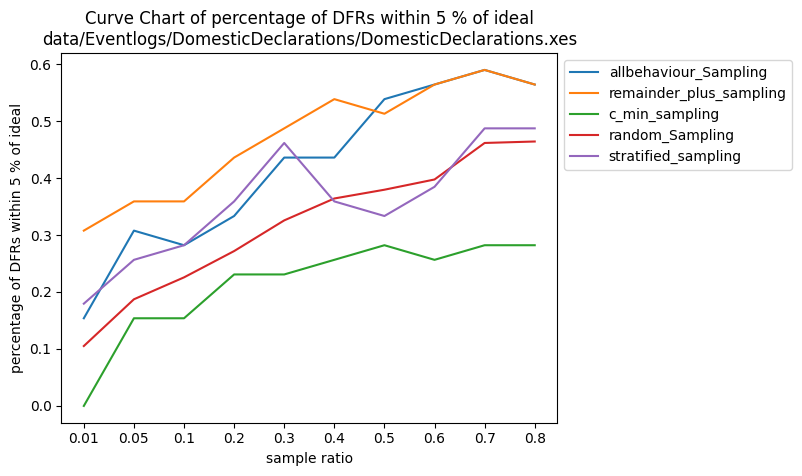 Curve Chart of percentage of DFRs within 5 % of ideal
data/Eventlogs/DomesticDeclarations/DomesticDeclarations.xes
percentage of DFRs within 5 % of ideal
0.6
0.5
0.4
0.3
0.2
0.1
0.0
0.01 0.05 0.1 0.2 0.3 0.4 0.5 0.6 0.7 0.8
sample ratio
allbehaviour_Sampling
remainder_plus_sampling
c_min_sampling
random_Sampling
stratified_sampling